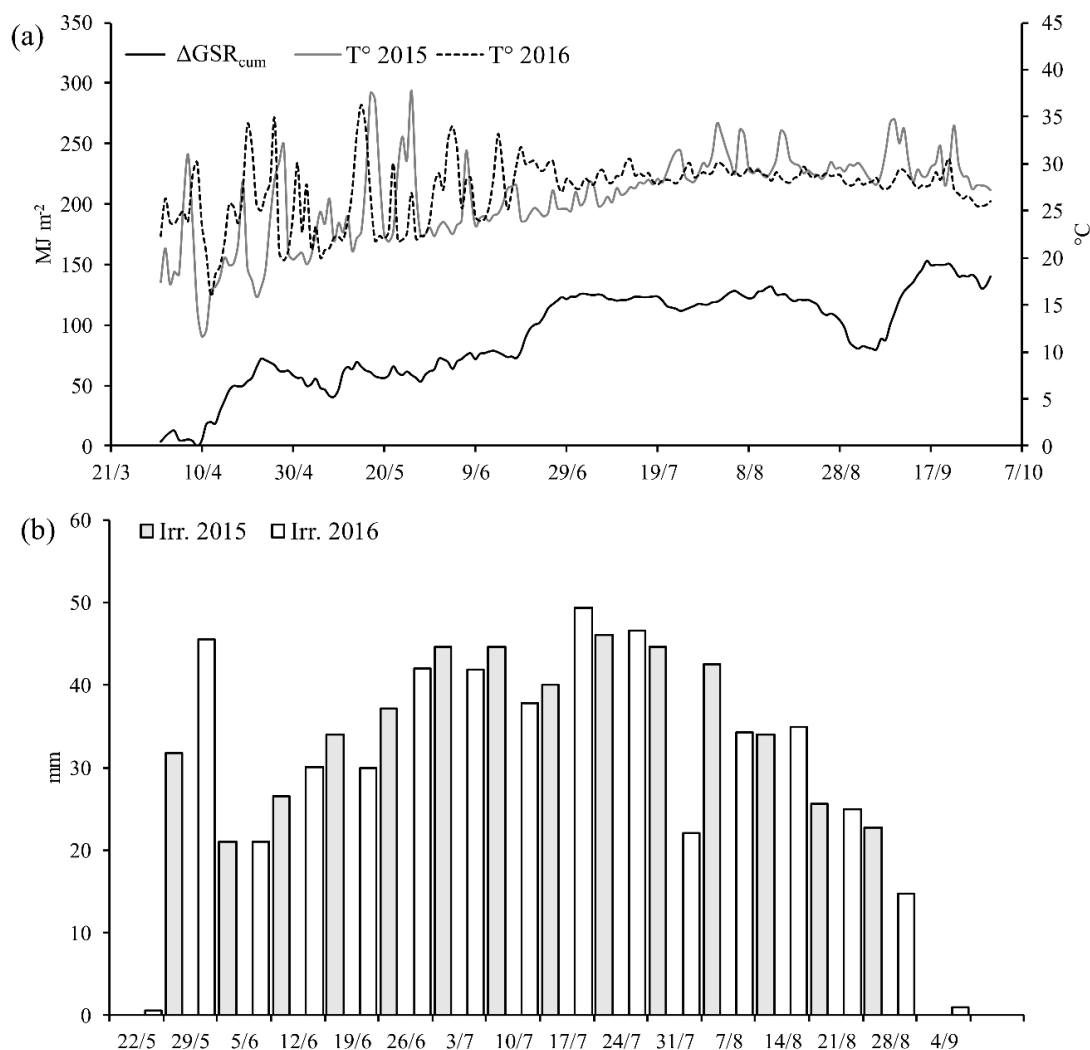 (a)
350
300
250
200
150
100
50
0
MJ m-2
ΔGSRcum
T° 2015
T° 2016
45
40
35
30
25
20
15
10
5
0
°C
21/3 10/4 30/4 20/5 9/6 29/6 19/7 8/8 28/8 17/9 7/10
(b)
60
50
40
30
20
10
0
mm
Irr. 2015 Irr. 2016
22/5 29/5 5/6 12/6 19/6 26/6 3/7 10/7 17/7 24/7 31/7 7/8 14/8 21/8 28/8 4/9